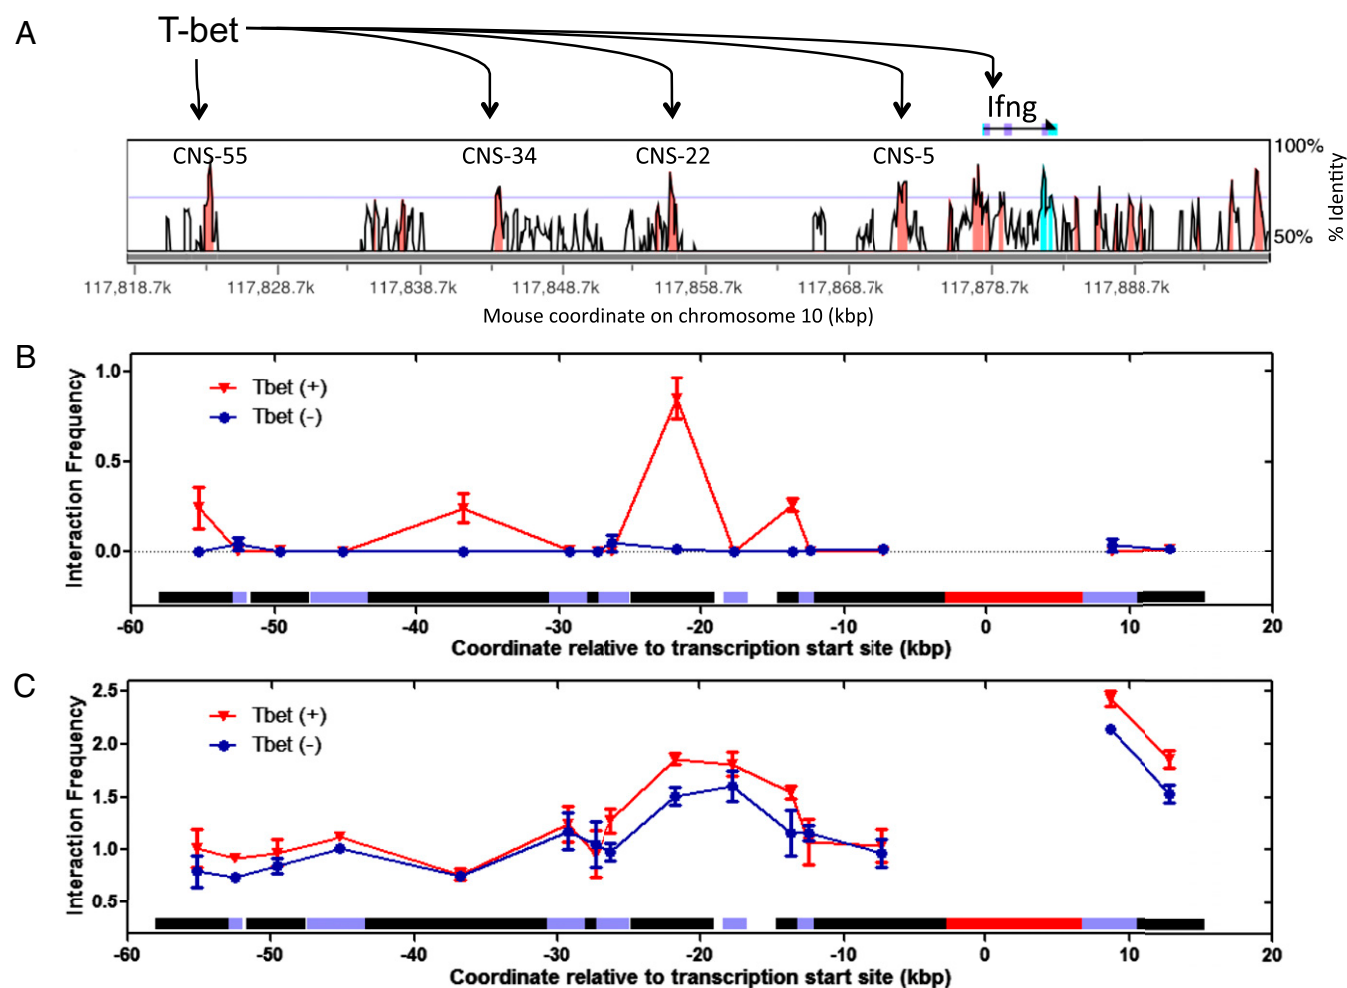 A
T-bet
Ifng
CNS-55 CNS-34 CNS-22 CNS-5
100%
% Identity
50%
117,818.7k 117,828.7k 117,838.7k 117,848.7k 117,858.7k 117,868.7k 117,878.7k 117,888.7k
Mouse coordinate on chromosome 10 (kbp)
B
Interaction Frequency
1.0
0.5
0.0
Tbet (+)
Tbet (-)
-60 -50 -40 -30 -20 -10 0 10 20
Coordinate relative to transcription start site (kbp)
C
Interaction Frequency
2.5
2.0
1.5
1.0
0.5
Tbet (+)
Tbet (-)
-60 -50 -40 -30 -20 -10 0 10 20
Coordinate relative to transcription start site (kbp)